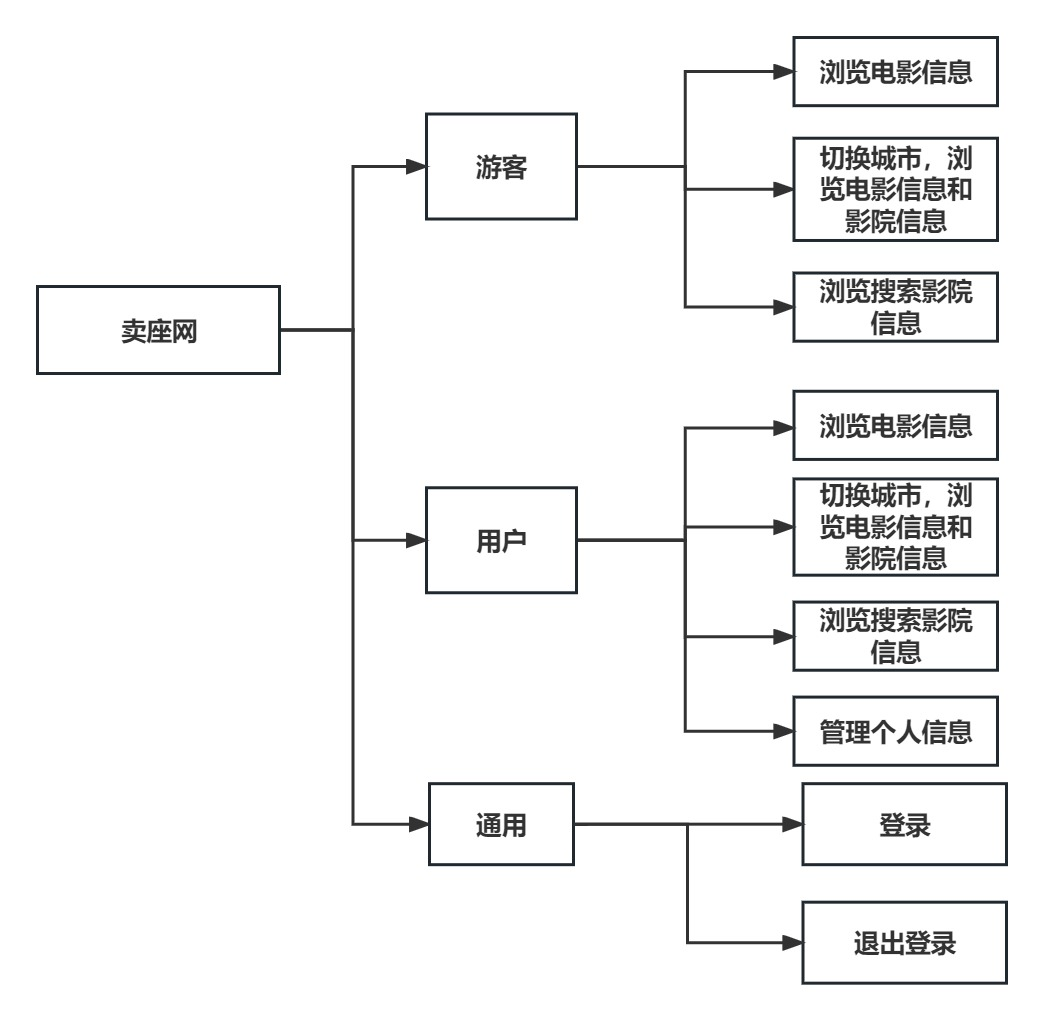 卖座网
游客
浏览电影信息
切换城市，浏
览电影信息和
影院信息
浏览搜索影院
信息
用户
浏览电影信息
切换城市，浏
览电影信息和
影院信息
浏览搜索影院
信息
管理个人信息
通用
登录
退出登录